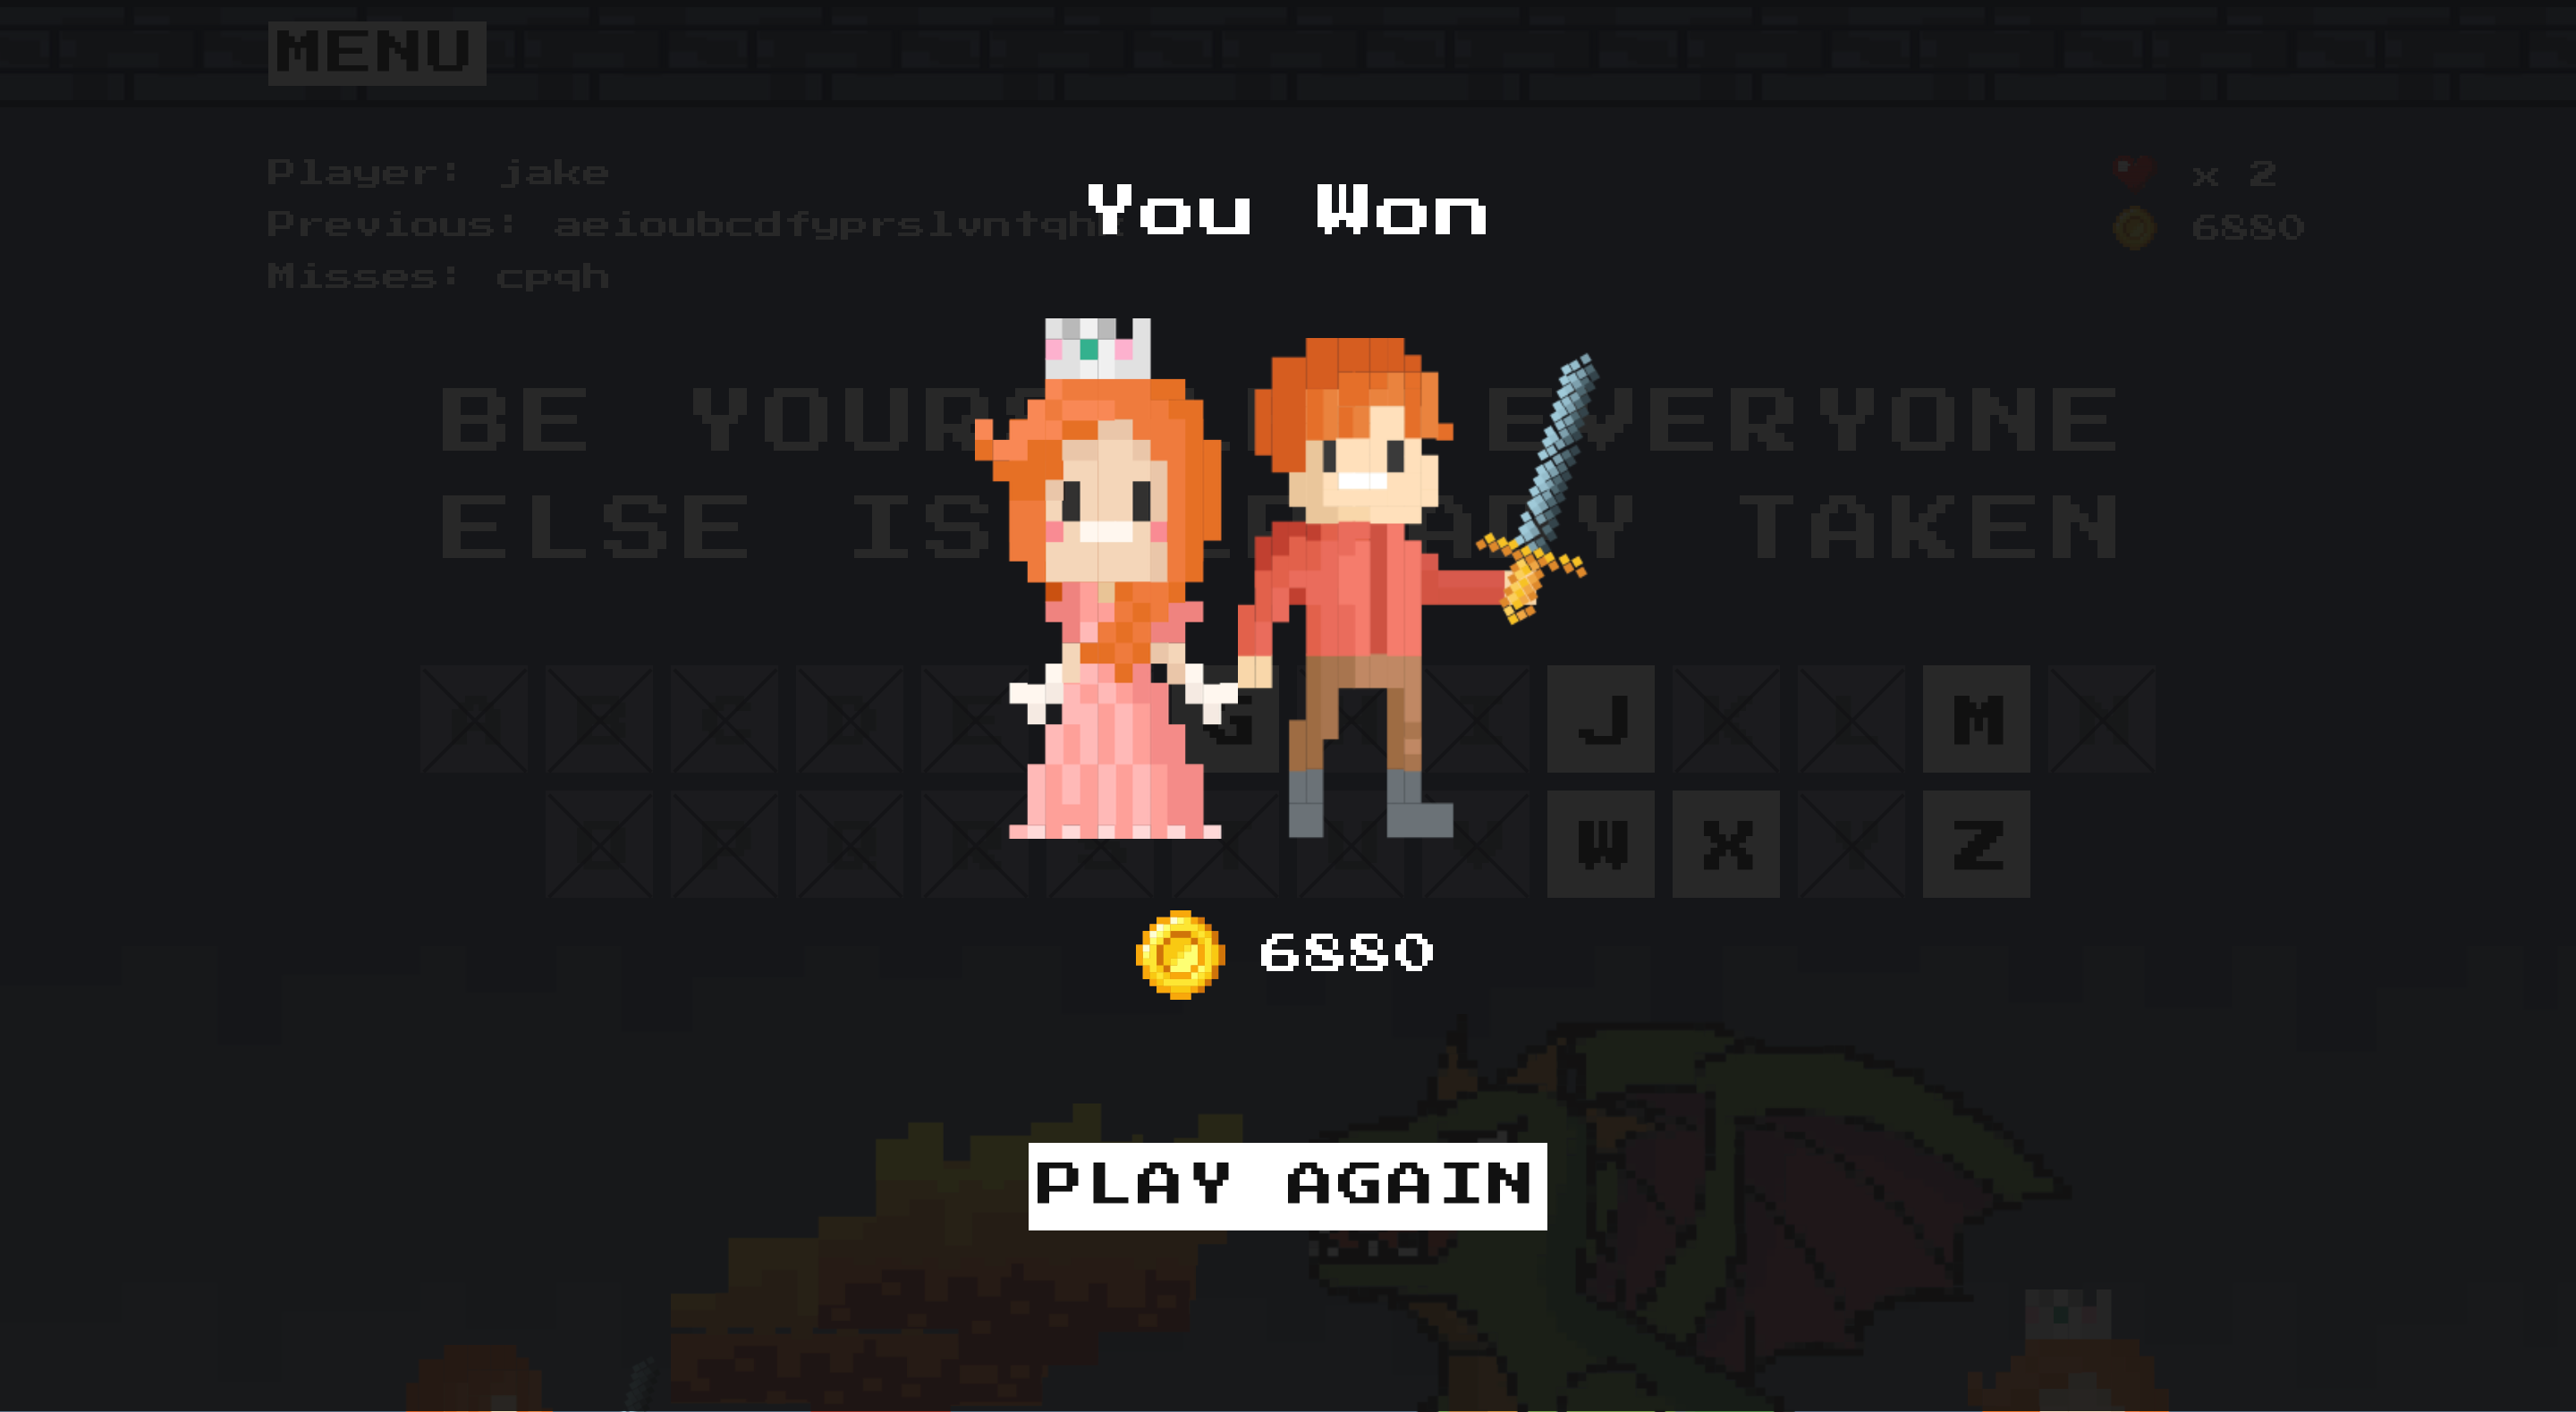 MENU
Player: jake
x 2
You Won
Previous: aeioubcdfyprslvntqh
6880
Misses: cpqh
BE EVERYONE
ELSE IS TAKEN
G J M
W X Z
6880
PLAY AGAIN